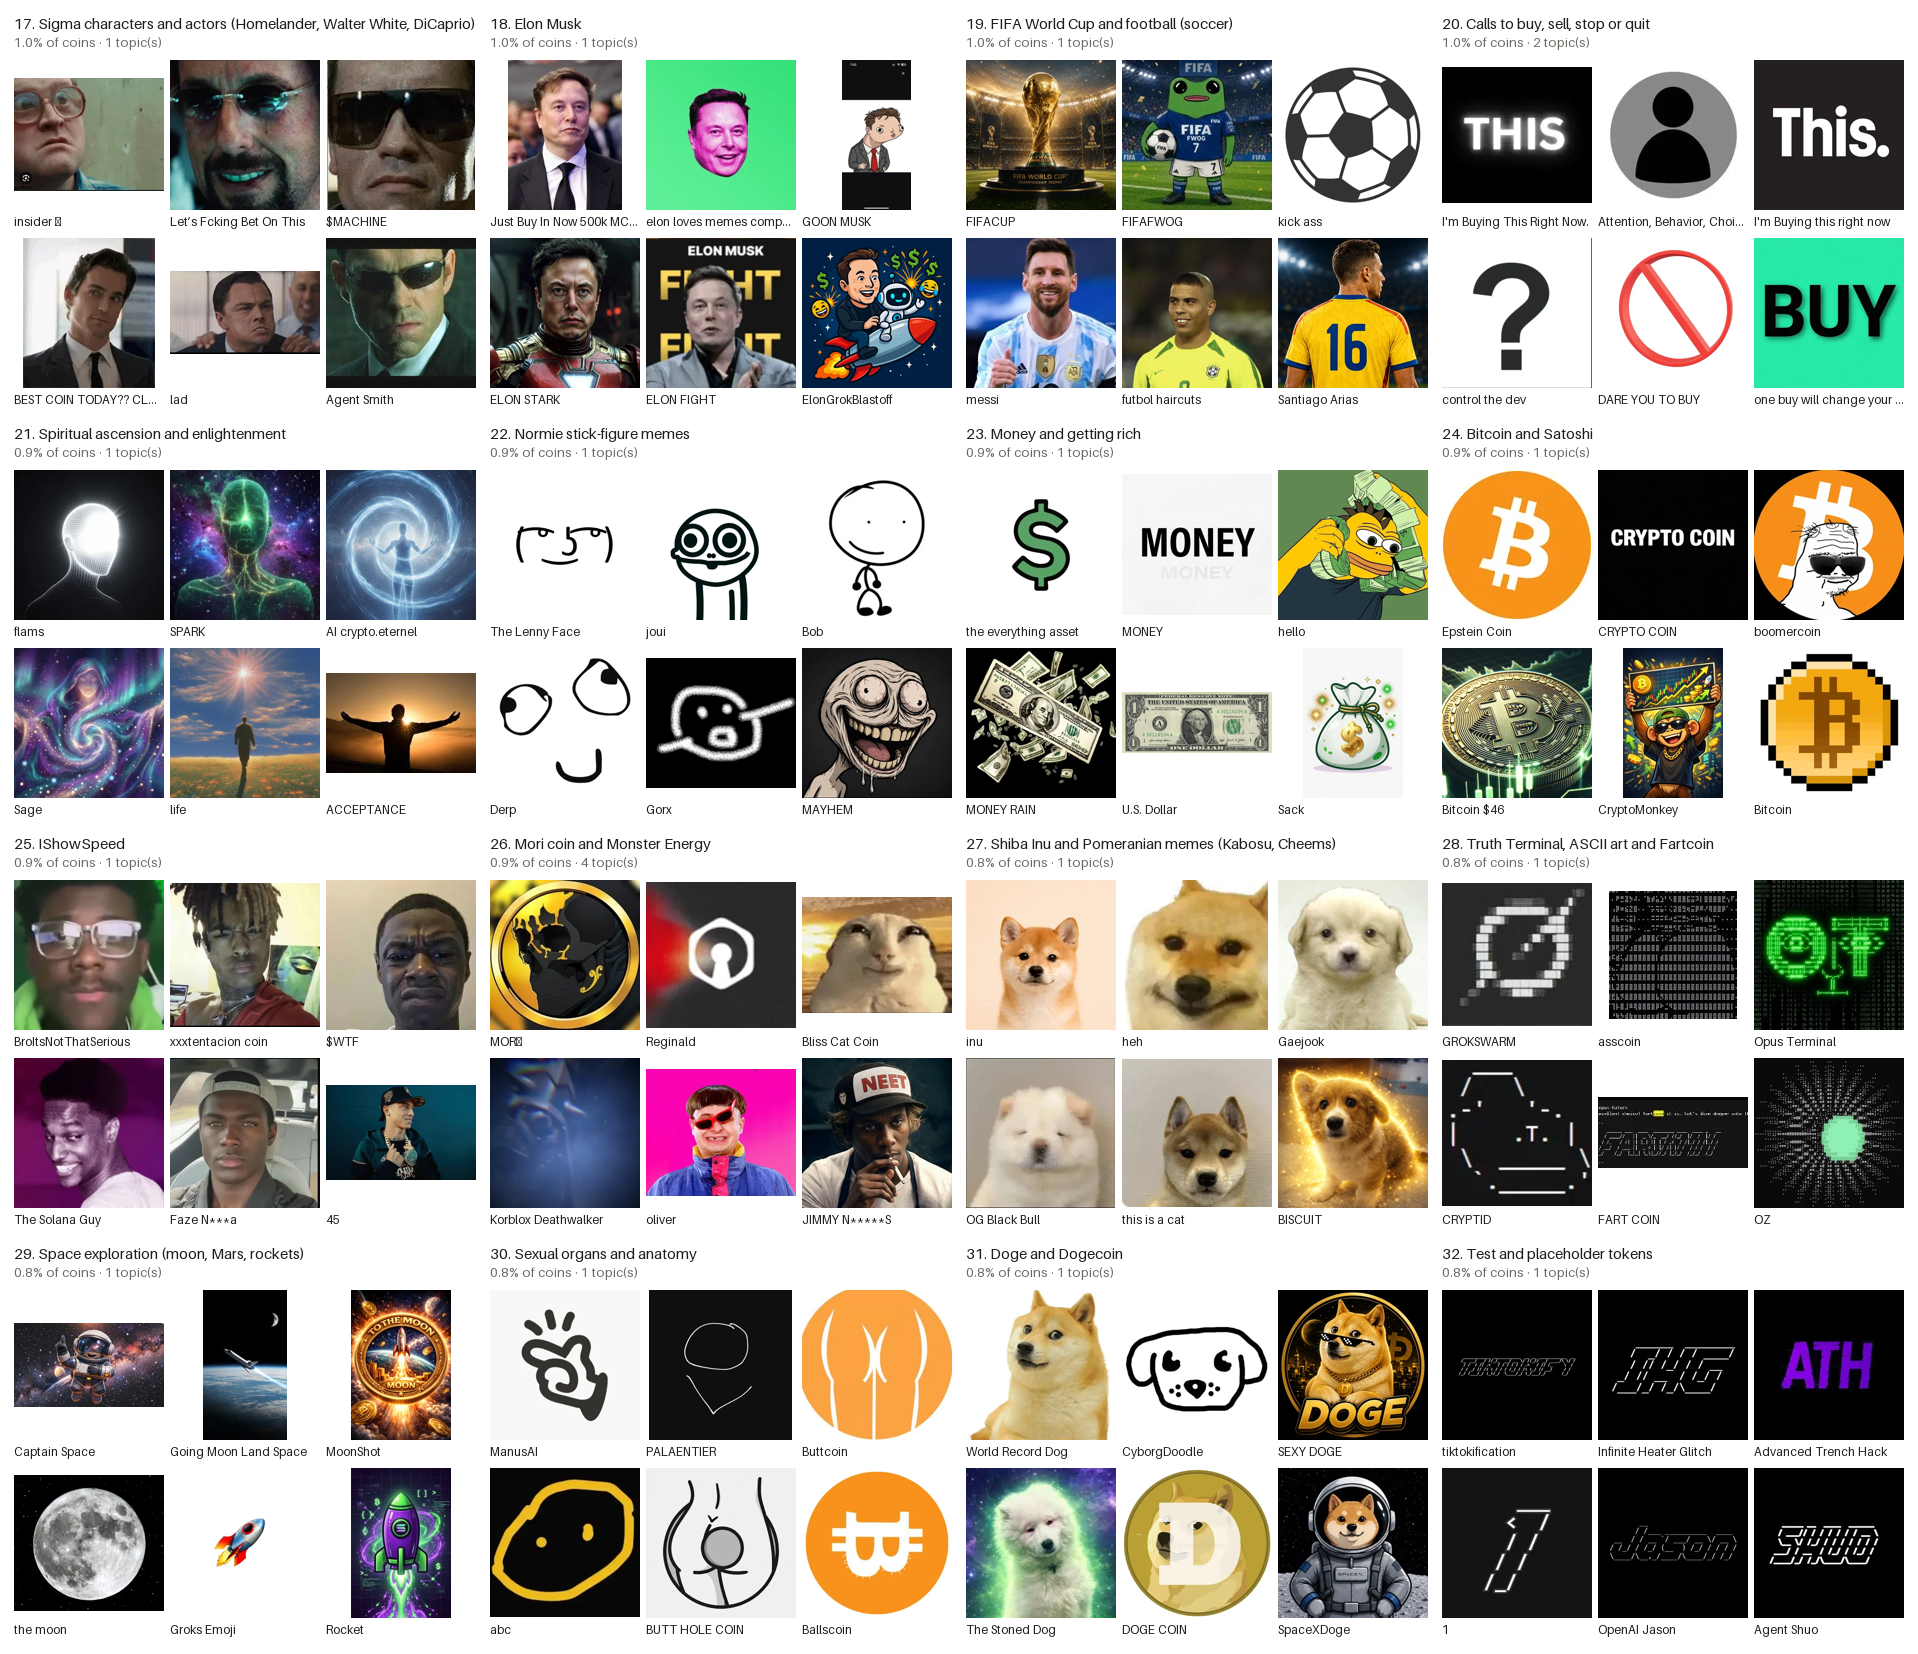 17. Sigma characters and actors (Homelander, Walter White, DiCaprio)
1.0% of coins · 1 topic(s)
insider
Let's Fcking Bet On This
$MACHINE
BEST COIN TODAY?? CL...
lad
Agent Smith
18. Elon Musk
1.0% of coins · 1 topic(s)
Just Buy In Now 500k MC...
elon loves memes comp...
GOON MUSK
ELON STARK
ELON MUSK
FIGHT
FIGHT
ELON FIGHT
ElonGrokBlastoff
19. FIFA World Cup and football (soccer)
1.0% of coins · 1 topic(s)
FIFA WORLD CUP
FIFACUP
FIFA
FIFA
FWOG
7
FIFAFWOG
kick ass
messi
futbol haircuts
16
Santiago Arias
20. Calls to buy, sell, stop or quit
1.0% of coins · 2 topic(s)
THIS
I'm Buying This Right Now.
Attention, Behavior, Choi...
This.
I'm Buying this right now
?
control the dev
DARE YOU TO BUY
BUY
one buy will change your ...
21. Spiritual ascension and enlightenment
0.9% of coins · 1 topic(s)
flams
SPARK
AI crypto.eternel
Sage
life
ACCEPTANCE
22. Normie stick-figure memes
0.9% of coins · 1 topic(s)
The Lenny Face
joui
Bob
Derp
Gorx
MAYHEM
23. Money and getting rich
0.9% of coins · 1 topic(s)
$
the everything asset
MONEY
MONEY
MONEY
hello
MONEY RAIN
THE UNITED STATES OF AMERICA
ONE DOLLAR
U.S. Dollar
$
Sack
24. Bitcoin and Satoshi
0.9% of coins · 1 topic(s)
Epstein Coin
CRYPTO COIN
CRYPTO COIN
boomercoin
Bitcoin $46
CryptoMonkey
Bitcoin
25. IShowSpeed
0.9% of coins · 1 topic(s)
BroItsNotThatSerious
xxxtentacion coin
$WTF
The Solana Guy
Faze N***a
45
26. Mori coin and Monster Energy
0.9% of coins · 4 topic(s)
MOR
Reginald
Bliss Cat Coin
Korblox Deathwalker
oliver
NEET
JIMMY N*****S
27. Shiba Inu and Pomeranian memes (Kabosu, Cheems)
0.8% of coins · 1 topic(s)
inu
heh
Gaejook
OG Black Bull
this is a cat
BISCUIT
28. Truth Terminal, ASCII art and Fartcoin
0.8% of coins · 1 topic(s)
GROKSWARM
asscoin
Opus Terminal
.T.
CRYPTID
FART COIN
OZ
29. Space exploration (moon, Mars, rockets)
0.8% of coins · 1 topic(s)
Captain Space
Going Moon Land Space
TO THE MOON
MOON
MoonShot
the moon
Groks Emoji
Rocket
30. Sexual organs and anatomy
0.8% of coins · 1 topic(s)
ManusAI
PALAENTIER
Buttcoin
abc
BUTT HOLE COIN
Ballscoin
31. Doge and Dogecoin
0.8% of coins · 1 topic(s)
World Record Dog
CyborgDoodle
DOGE
SEXY DOGE
The Stoned Dog
D
DOGE COIN
SpaceXDoge
32. Test and placeholder tokens
0.8% of coins · 1 topic(s)
TIKTOKIFY
tiktokification
IHG
Infinite Heater Glitch
ATH
Advanced Trench Hack
1
1
Jason
OpenAI Jason
SHUO
Agent Shuo